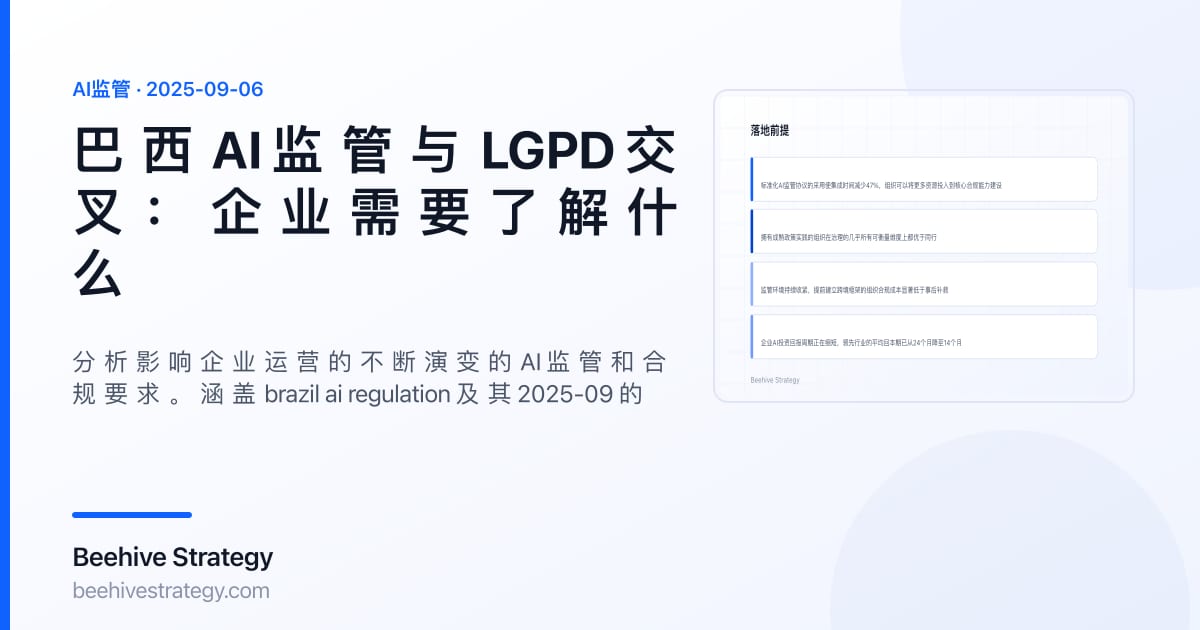 AI监管 · 2025-09-06
巴西AI监管与LGPD交
叉：企业需要了解什
么
分析影响企业运营的不断演变的AI监管和合
规要求。涵盖 brazil ai regulation 及其 2025-09 的
Beehive Strategy
beehivestrategy.com
落地前提
标准化AI监管协议的采用使集成时间减少47%，组织可以将更多资源投入到核心合规能力建设
拥有成熟政策实践的组织在治理的几乎所有可衡量维度上都优于同行
监管环境持续收紧，提前建立跨境框架的组织合规成本显著低于事后补救
企业AI投资回报周期正在缩短，领先行业的平均回本期已从24个月降至14个月
Beehive Strategy